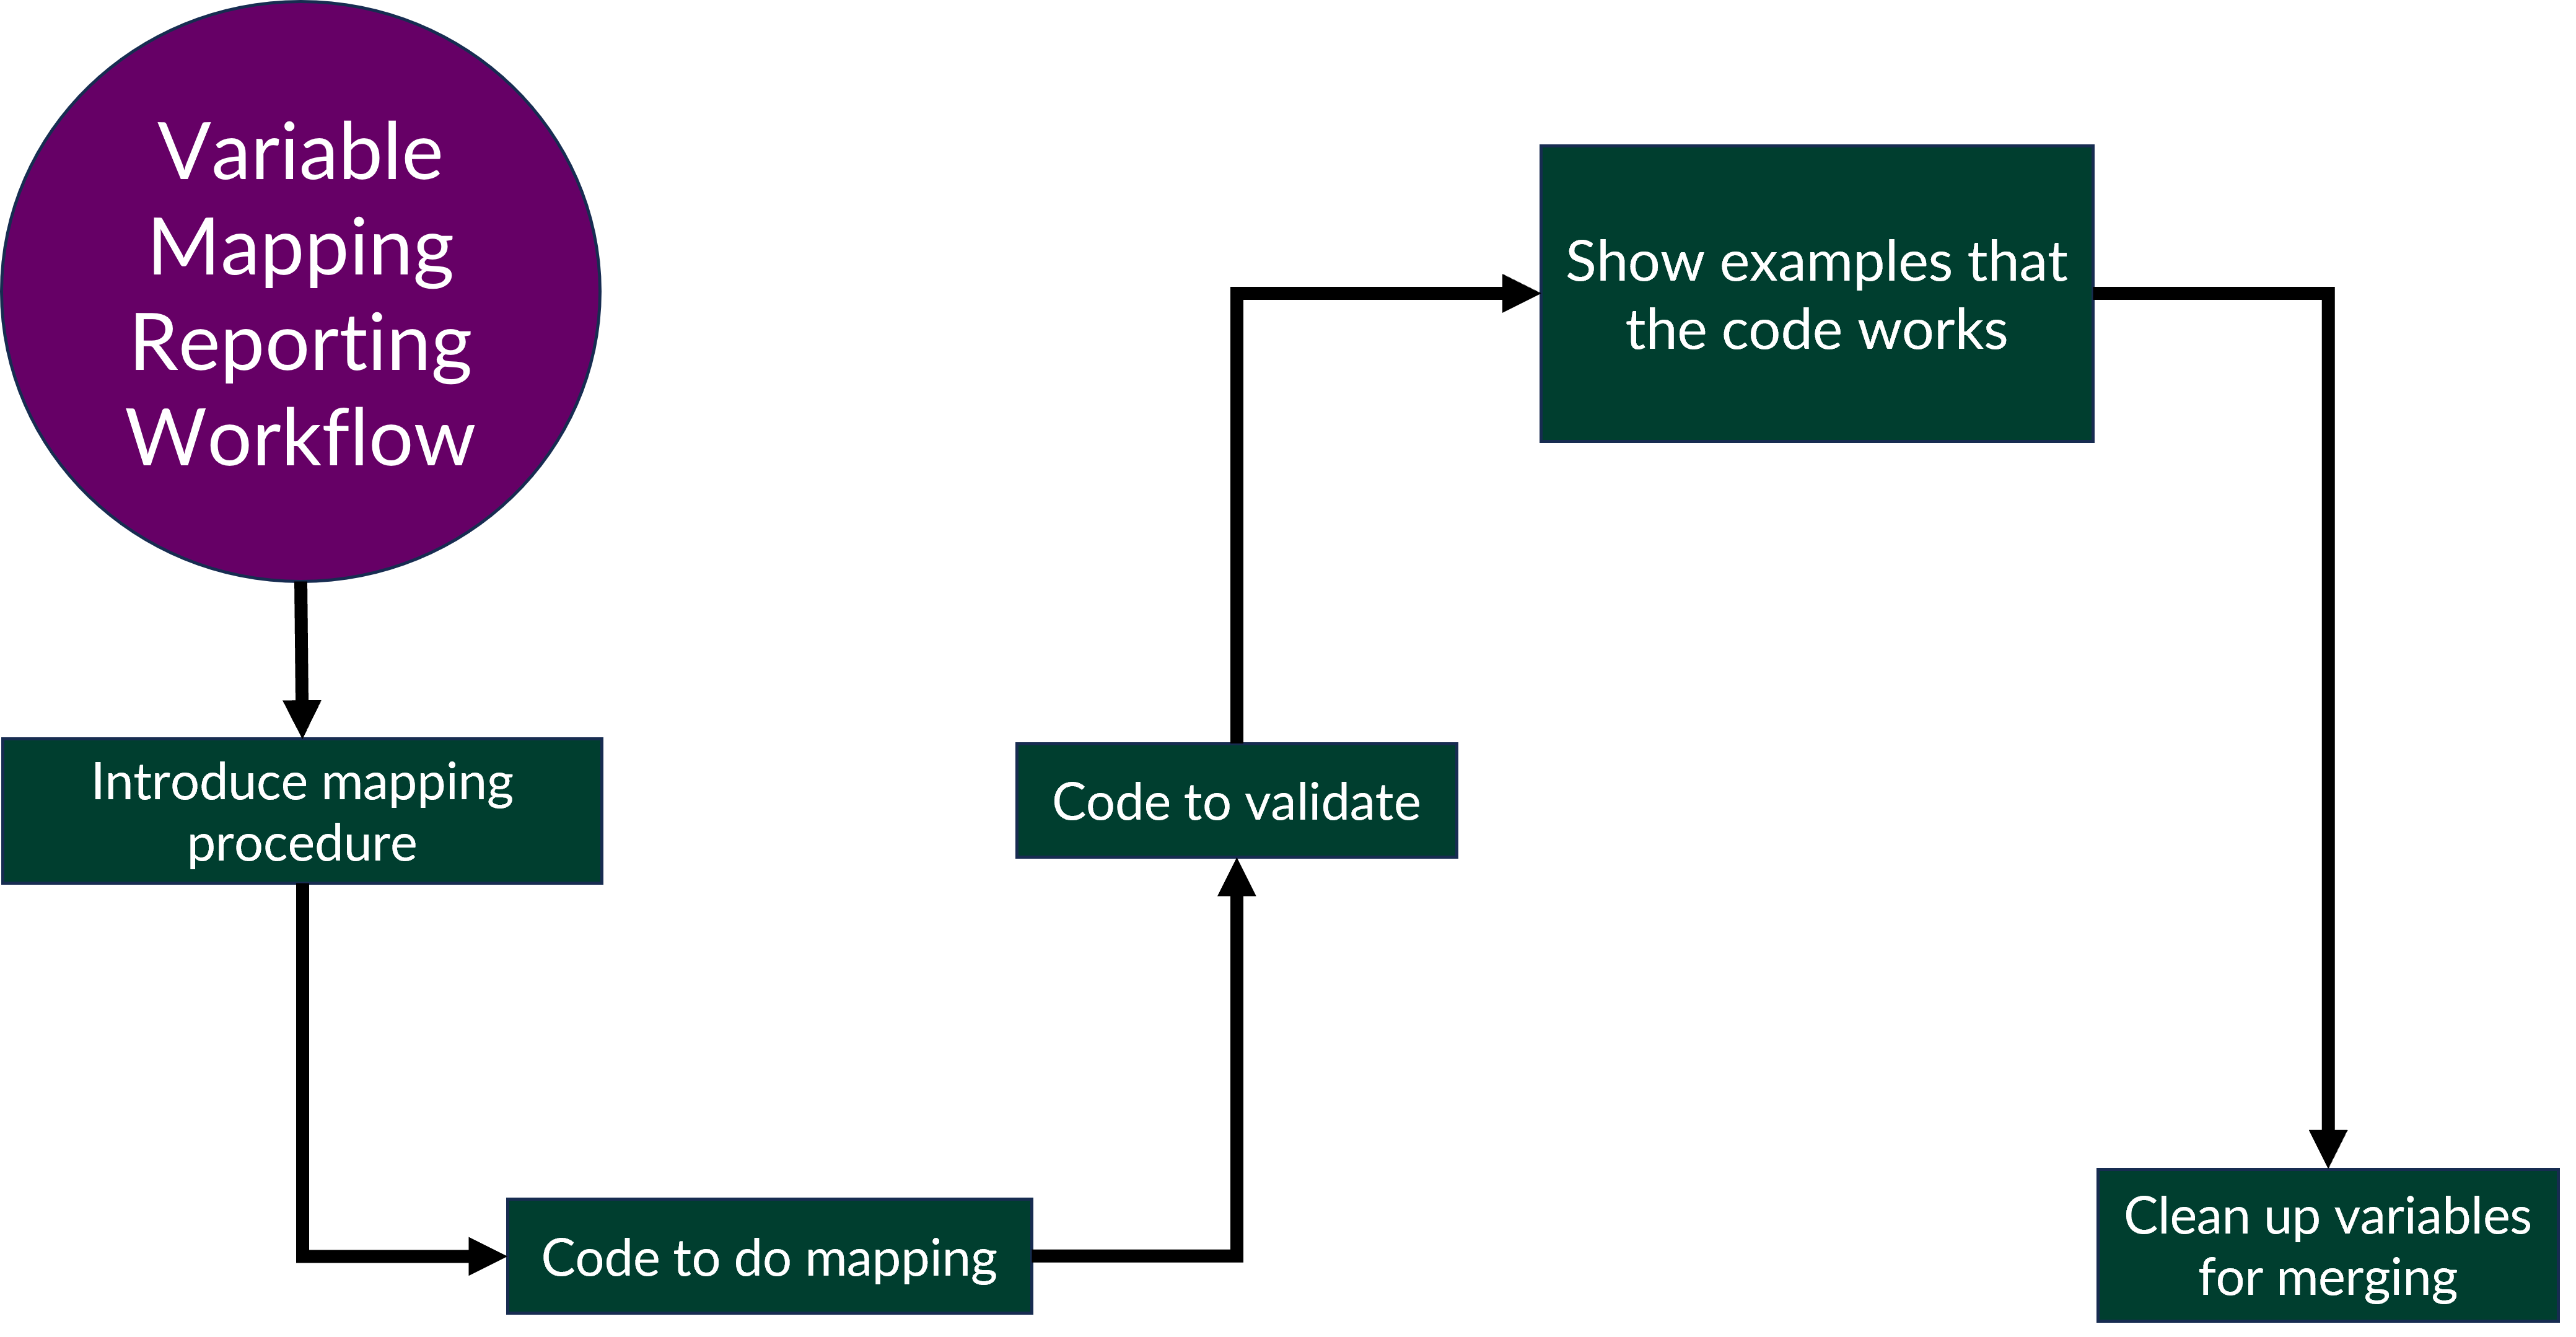 Variable
Mapping
Reporting
Workflow
Introduce mapping
procedure
Code to do mapping
Code to validate
Show examples that
the code works
Clean up variables
for merging